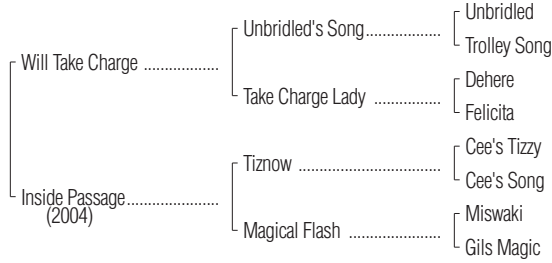 Unbridled
Unbridled's Song..................
Trolley Song
Will Take Charge ..................
Dehere
Take Charge Lady ................
Felicita
Cee's Tizzy
Tiznow ..................................
Cee's Song
Inside Passage......................
(2004)
Miswaki
Magical Flash ......................
Gils Magic